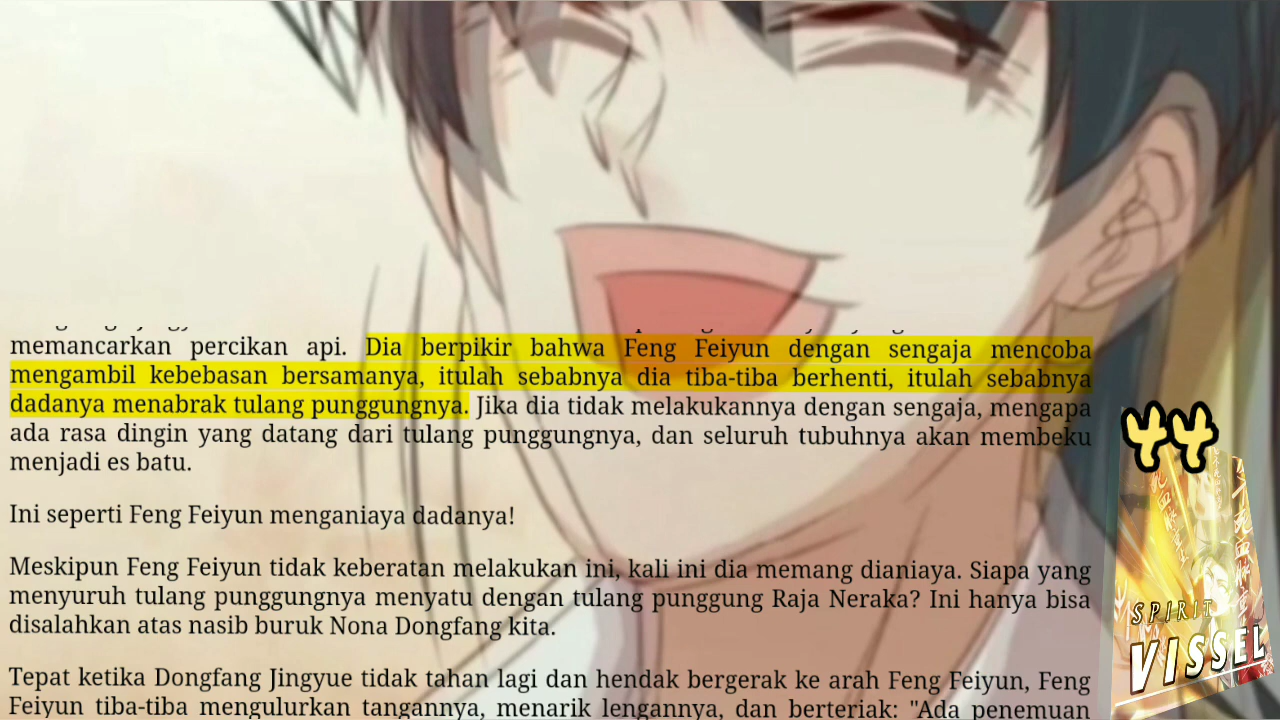 memancarkan percikan api. Dia berpikir bahwa Feng Feiyun dengan sengaja mencoba
mengambil kebebasan bersamanya, itulah sebabnya dia tiba-tiba berhenti, itulah sebabnya
dadanya menabrak tulang punggungnya. Jika dia tidak melakukannya dengan sengaja, mengapa
ada rasa dingin yang datang dari tulang punggungnya, dan seluruh tubuhnya akan membeku
menjadi es batu.
Ini seperti Feng Feiyun menganiaya dadanya!
Meskipun Feng Feiyun tidak keberatan melakukan ini, kali ini dia memang dianiaya. Siapa yang
menyuruh tulang punggungnya menyatu dengan tulang punggung Raja Neraka? Ini hanya bisa
disalahkan atas nasib buruk Nona Dongfang kita.
Tepat ketika Dongfang Jingyue tidak tahan lagi dan hendak bergerak ke arah Feng Feiyun, Feng
Feiyun tiba-tiba mengulurkan tangannya, menarik lengannya, dan berteriak: "Ada penemuan
44
SPIRIT
VISSEL